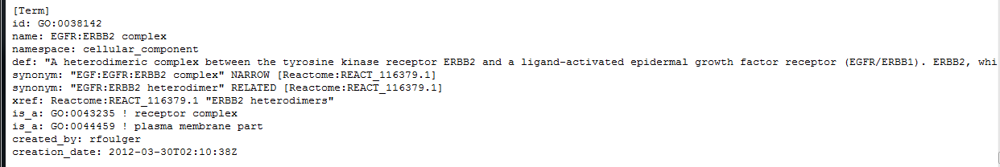 [Term]
id: GO:0038142
name: EGFR:ERBB2 complex
namespace: cellular_component
def: "A heterodimeric complex between the tyrosine kinase receptor ERBB2 and a ligand-activated epidermal growth factor receptor (EGFR/ERBB1). ERBB2, whi
synonym: "EGF:EGFR:ERBB2 complex" NARROW [Reactome:REACT_116379.1]
synonym: "EGFR:ERBB2 heterodimer" RELATED [Reactome:REACT_116379.1]
xref: Reactome:REACT_116379.1 "ERBB2 heterodimers"
is_a: GO:0043235 ! receptor complex
is_a: GO:0044459 ! plasma membrane part
created_by: rfoulger
creation_date: 2012-03-30T02:10:38Z